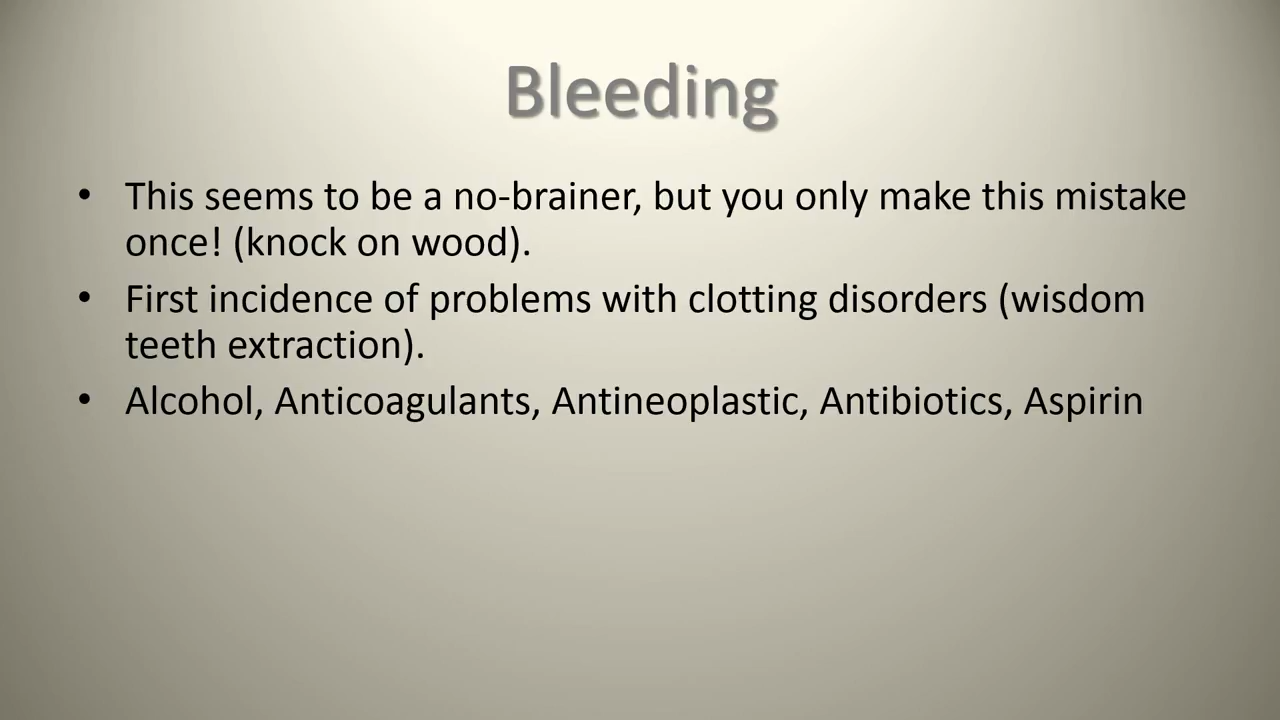 Bleeding
• This seems to be a no-brainer, but you only make this mistake
once! (knock on wood).
• First incidence of problems with clotting disorders (wisdom
teeth extraction).
• Alcohol, Anticoagulants, Antineoplastic, Antibiotics, Aspirin